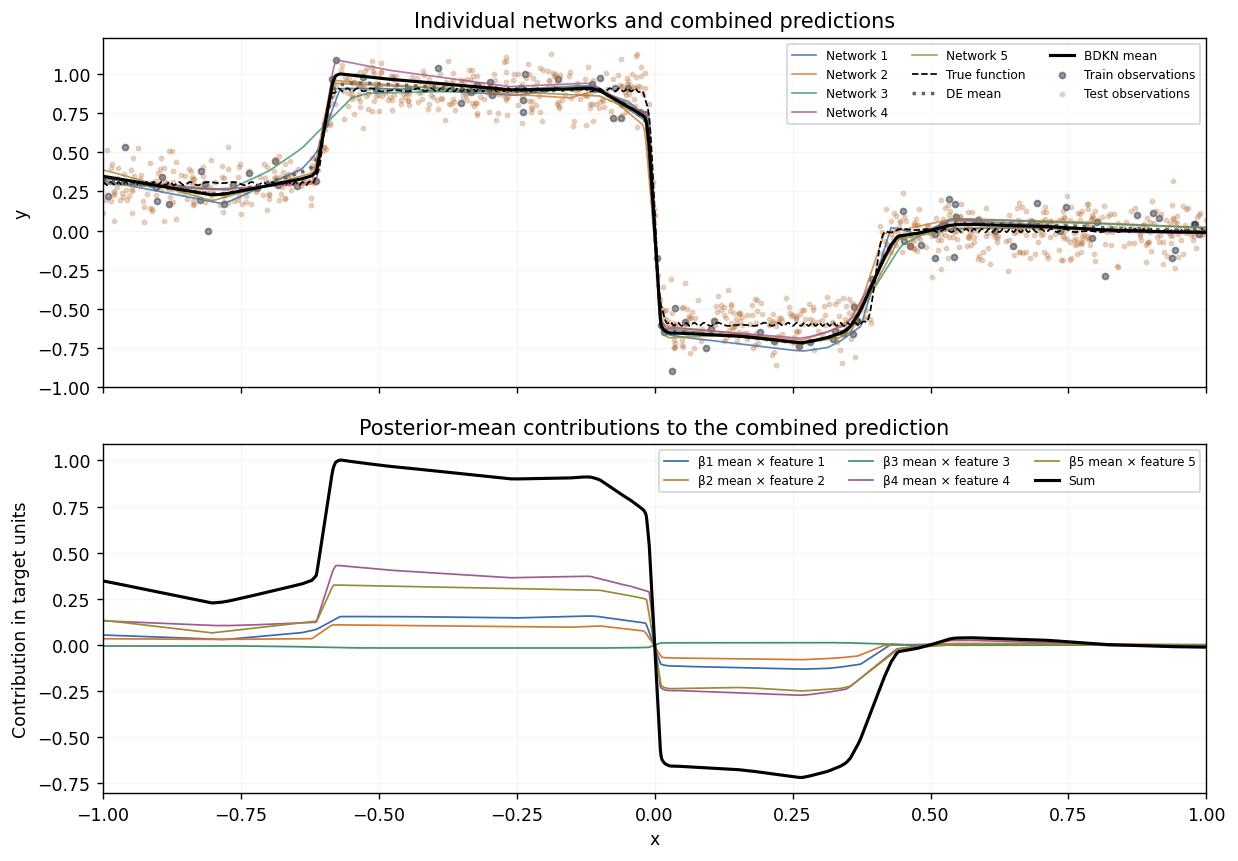 Individual networks and combined predictions
Network 1
Network 2
Network 3
Network 4
Network 5
True function
DE mean
BDKN mean
Train observations
Test observations
y
1.00
0.75
0.50
0.25
0.00
−0.25
−0.50
−0.75
−1.00
Posterior-mean contributions to the combined prediction
β1 mean × feature 1
β2 mean × feature 2
β3 mean × feature 3
β4 mean × feature 4
β5 mean × feature 5
Sum
Contribution in target units
1.00
0.75
0.50
0.25
0.00
−0.25
−0.50
−0.75
−1.00
−0.75
−0.50
−0.25
0.00
0.25
0.50
0.75
1.00
x